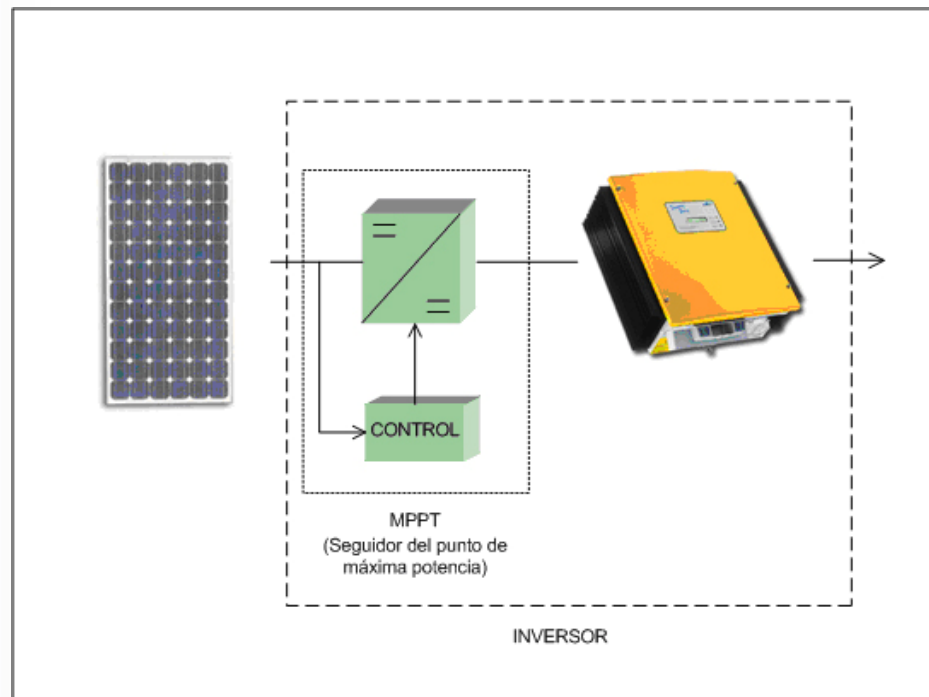 CONTROL
MPPT
(Seguidor del punto de
máxima potencia)
INVERSOR